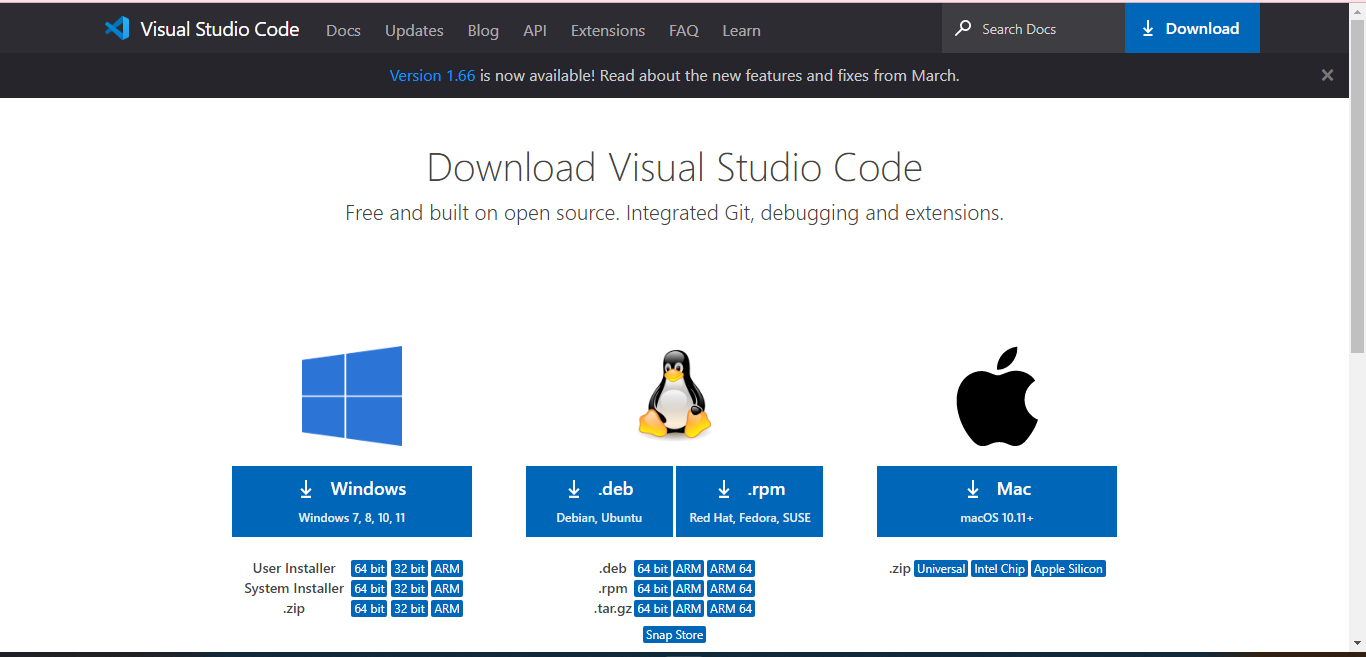 Visual Studio Code Docs Updates Blog API Extensions FAQ Learn Search Docs Download
Version 1.66 is now available! Read about the new features and fixes from March.
Download Visual Studio Code
Free and built on open source. Integrated Git, debugging and extensions.
Windows
Windows 7, 8, 10, 11
User Installer 64 bit 32 bit ARM
System Installer 64 bit 32 bit ARM
.zip 64 bit 32 bit ARM
.deb
Debian, Ubuntu
.rpm
Red Hat, Fedora, SUSE
.deb 64 bit ARM ARM 64
.rpm 64 bit ARM ARM 64
.tar.gz 64 bit ARM ARM 64
Snap Store
Mac
macOS 10.11+
.zip Universal Intel Chip Apple Silicon